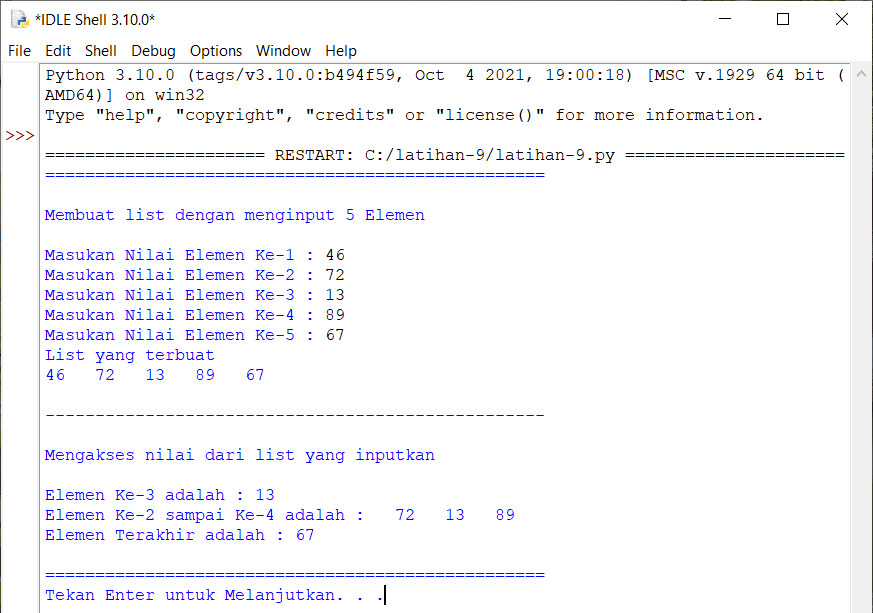 *IDLE Shell 3.10.0*
File Edit Shell Debug Options Window Help
Python 3.10.0 (tags/v3.10.0:b494f59, Oct  4 2021, 19:00:18) [MSC v.1929 64 bit (
AMD64)] on win32
Type "help", "copyright", "credits" or "license()" for more information.
>>>
====================== RESTART: C:/latihan-9/latihan-9.py ======================
==================================================
Membuat list dengan menginput 5 Elemen
Masukan Nilai Elemen Ke-1 : 46
Masukan Nilai Elemen Ke-2 : 72
Masukan Nilai Elemen Ke-3 : 13
Masukan Nilai Elemen Ke-4 : 89
Masukan Nilai Elemen Ke-5 : 67
List yang terbuat
46   72   13   89   67
--------------------------------------------------
Mengakses nilai dari list yang inputkan
Elemen Ke-3 adalah : 13
Elemen Ke-2 sampai Ke-4 adalah :   72   13   89
Elemen Terakhir adalah : 67
==================================================
Tekan Enter untuk Melanjutkan. . .